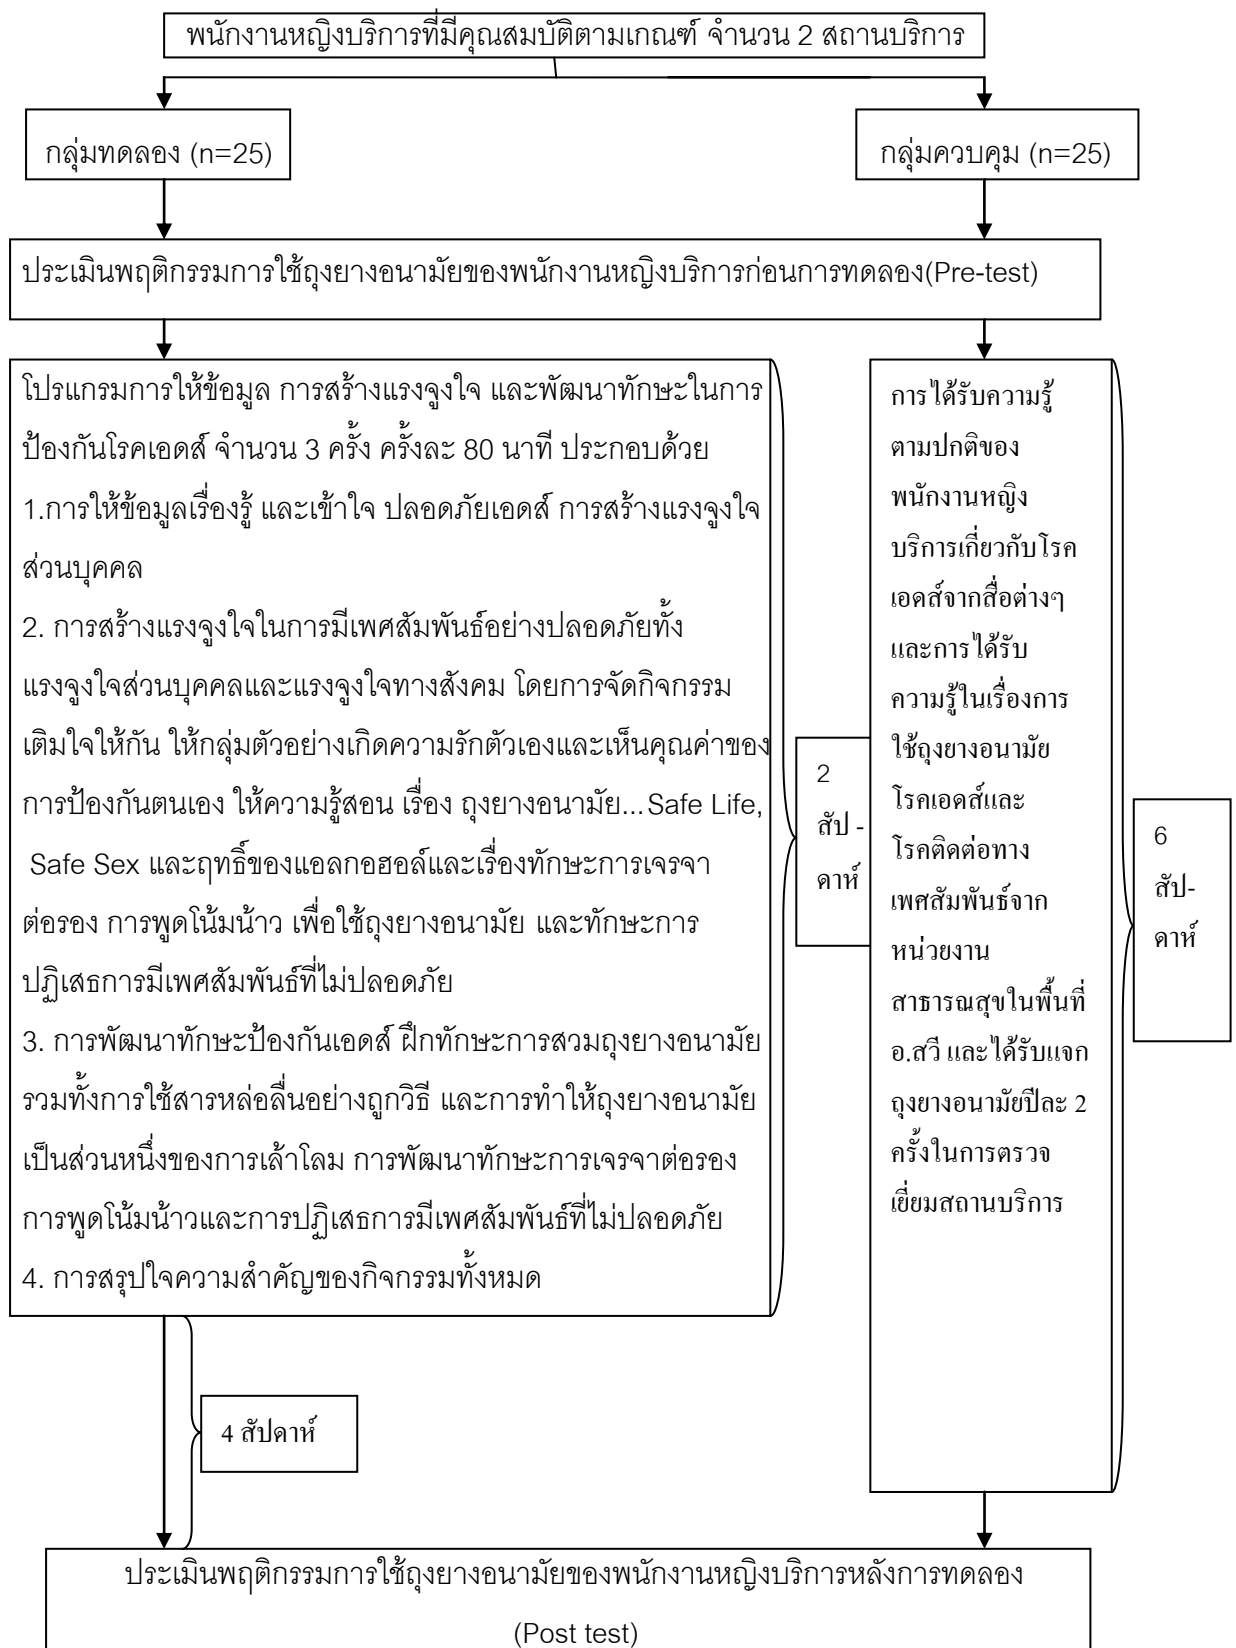 พนักงานหญิงบริการที่มีคุณสมบัติตามเกณฑ์ จำนวน 2 สถานบริการ
กลุ่มทดลอง (n=25)
กลุ่มควบคุม (n=25)
ประเมินพฤติกรรมการใช้ถุงยางอนามัยของพนักงานหญิงบริการก่อนการทดลอง(Pre-test)
โปรแกรมการให้ข้อมูล การสร้างแรงจูงใจ และพัฒนาทักษะในการ
ป้องกันโรคเอดส์ จำนวน 3 ครั้ง ครั้งละ 80 นาที ประกอบด้วย
1.การให้ข้อมูลเรื่องรู้ และเข้าใจ ปลอดภัยเอดส์ การสร้างแรงจูงใจ
ส่วนบุคคล
2. การสร้างแรงจูงใจในการมีเพศสัมพันธ์อย่างปลอดภัยทั้ง
แรงจูงใจส่วนบุคคลและแรงจูงใจทางสังคม โดยการจัดกิจกรรม
เติมใจให้กัน ให้กลุ่มตัวอย่างเกิดความรักตัวเองและเห็นคุณค่าของ
การป้องกันตนเอง ให้ความรู้สอน เรื่อง ถุงยางอนามัย...Safe Life,
Safe Sex และฤทธิ์ของแอลกอฮอล์และเรื่องทักษะการเจรจา
ต่อรอง การพูดโน้มน้าว เพื่อใช้ถุงยางอนามัย และทักษะการ
ปฏิเสธการมีเพศสัมพันธ์ที่ไม่ปลอดภัย
3. การพัฒนาทักษะป้องกันเอดส์ ฝึกทักษะการสวมถุงยางอนามัย
รวมทั้งการใช้สารหล่อลื่นอย่างถูกวิธี และการทำให้ถุงยางอนามัย
เป็นส่วนหนึ่งของการเล้าโลม การพัฒนาทักษะการเจรจาต่อรอง
การพูดโน้มน้าวและการปฏิเสธการมีเพศสัมพันธ์ที่ไม่ปลอดภัย
4. การสรุปใจความสำคัญของกิจกรรมทั้งหมด
2
สัป -
ดาห์
การได้รับความรู้
ตามปกติของ
พนักงานหญิง
บริการเกี่ยวกับโรค
เอดส์จากสื่อต่างๆ
และการได้รับ
ความรู้ในเรื่องการ
ใช้ถุงยางอนามัย
โรคเอดส์และ
โรคติดต่อทาง
เพศสัมพันธ์จาก
หน่วยงาน
สาธารณสุขในพื้นที่
อ.สวี และได้รับแจก
ถุงยางอนามัยปีละ 2
ครั้งในการตรวจ
เยี่ยมสถานบริการ
6
สัป-
ดาห์
4 สัปดาห์
ประเมินพฤติกรรมการใช้ถุงยางอนามัยของพนักงานหญิงบริการหลังการทดลอง
(Post test)